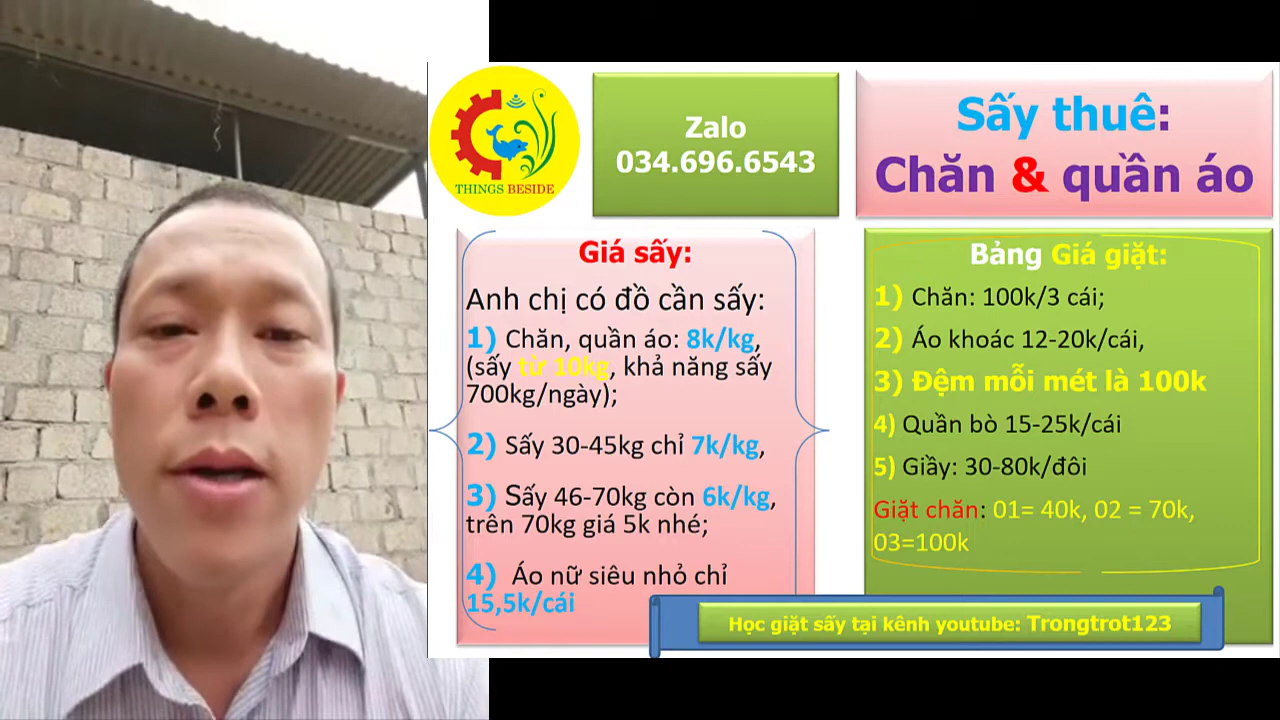 THINGS BESIDE
Zalo
034.696.6543
Sấy thuê:
Chăn & quần áo
Giá sấy:
Anh chị có đồ cần sấy:
1) Chăn, quần áo: 8k/kg,
(sấy từ 10kg, khả năng sấy
700kg/ngày);
2) Sấy 30-45kg chỉ 7k/kg,
3) Sấy 46-70kg còn 6k/kg,
trên 70kg giá 5k nhé;
4) Áo nữ siêu nhỏ chỉ
15,5k/cái
Bảng Giá giặt:
1) Chăn: 100k/3 cái;
2) Áo khoác 12-20k/cái,
3) Đệm mỗi mét là 100k
4) Quần bò 15-25k/cái
5) Giầy: 30-80k/đôi
Giặt chăn: 01= 40k, 02 = 70k,
03=100k
Học giặt sấy tại kênh youtube: Trongtrot123